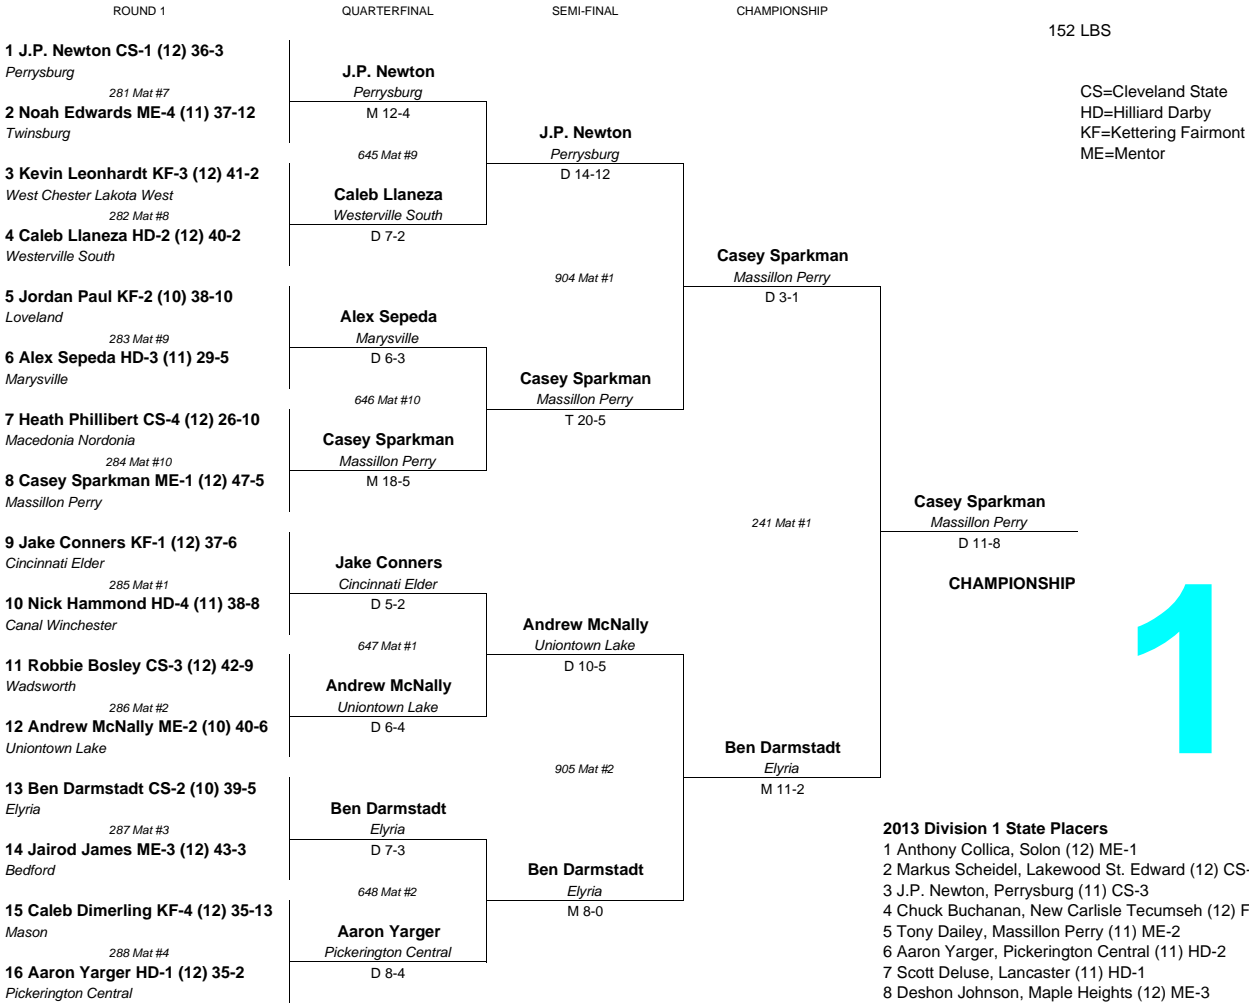 ROUND 1 QUARTERFINAL SEMI-FINAL CHAMPIONSHIP
152 LBS
CS=Cleveland State
HD=Hilliard Darby
KF=Kettering Fairmont
ME=Mentor
1 J.P. Newton CS-1 (12) 36-3
Perrysburg
281 Mat #7
2 Noah Edwards ME-4 (11) 37-12
Twinsburg
3 Kevin Leonhardt KF-3 (12) 41-2
West Chester Lakota West
282 Mat #8
4 Caleb Llaneza HD-2 (12) 40-2
Westerville South
5 Jordan Paul KF-2 (10) 38-10
Loveland
283 Mat #9
6 Alex Sepeda HD-3 (11) 29-5
Marysville
7 Heath Phillibert CS-4 (12) 26-10
Macedonia Nordonia
284 Mat #10
8 Casey Sparkman ME-1 (12) 47-5
Massillon Perry
9 Jake Conners KF-1 (12) 37-6
Cincinnati Elder
285 Mat #1
10 Nick Hammond HD-4 (11) 38-8
Canal Winchester
11 Robbie Bosley CS-3 (12) 42-9
Wadsworth
286 Mat #2
12 Andrew McNally ME-2 (10) 40-6
Uniontown Lake
13 Ben Darmstadt CS-2 (10) 39-5
Elyria
287 Mat #3
14 Jairod James ME-3 (12) 43-3
Bedford
15 Caleb Dimerling KF-4 (12) 35-13
Mason
288 Mat #4
16 Aaron Yarger HD-1 (12) 35-2
Pickerington Central
J.P. Newton
Perrysburg
M 12-4
645 Mat #9
Caleb Llaneza
Westerville South
D 7-2
Alex Sepeda
Marysville
D 6-3
646 Mat #10
Casey Sparkman
Massillon Perry
M 18-5
Jake Conners
Cincinnati Elder
D 5-2
647 Mat #1
Andrew McNally
Uniontown Lake
D 6-4
Ben Darmstadt
Elyria
D 7-3
648 Mat #2
Aaron Yarger
Pickerington Central
D 8-4
J.P. Newton
Perrysburg
D 14-12
904 Mat #1
Casey Sparkman
Massillon Perry
T 20-5
Andrew McNally
Uniontown Lake
D 10-5
905 Mat #2
Ben Darmstadt
Elyria
M 8-0
Casey Sparkman
Massillon Perry
D 3-1
241 Mat #1
Ben Darmstadt
Elyria
M 11-2
Casey Sparkman
Massillon Perry
D 11-8
CHAMPIONSHIP
1
2013 Division 1 State Placers
1 Anthony Collica, Solon (12) ME-1
2 Markus Scheidel, Lakewood St. Edward (12) CS-
3 J.P. Newton, Perrysburg (11) CS-3
4 Chuck Buchanan, New Carlisle Tecumseh (12) F
5 Tony Dailey, Massillon Perry (11) ME-2
6 Aaron Yarger, Pickerington Central (11) HD-2
7 Scott Deluse, Lancaster (11) HD-1
8 Deshon Johnson, Maple Heights (12) ME-3